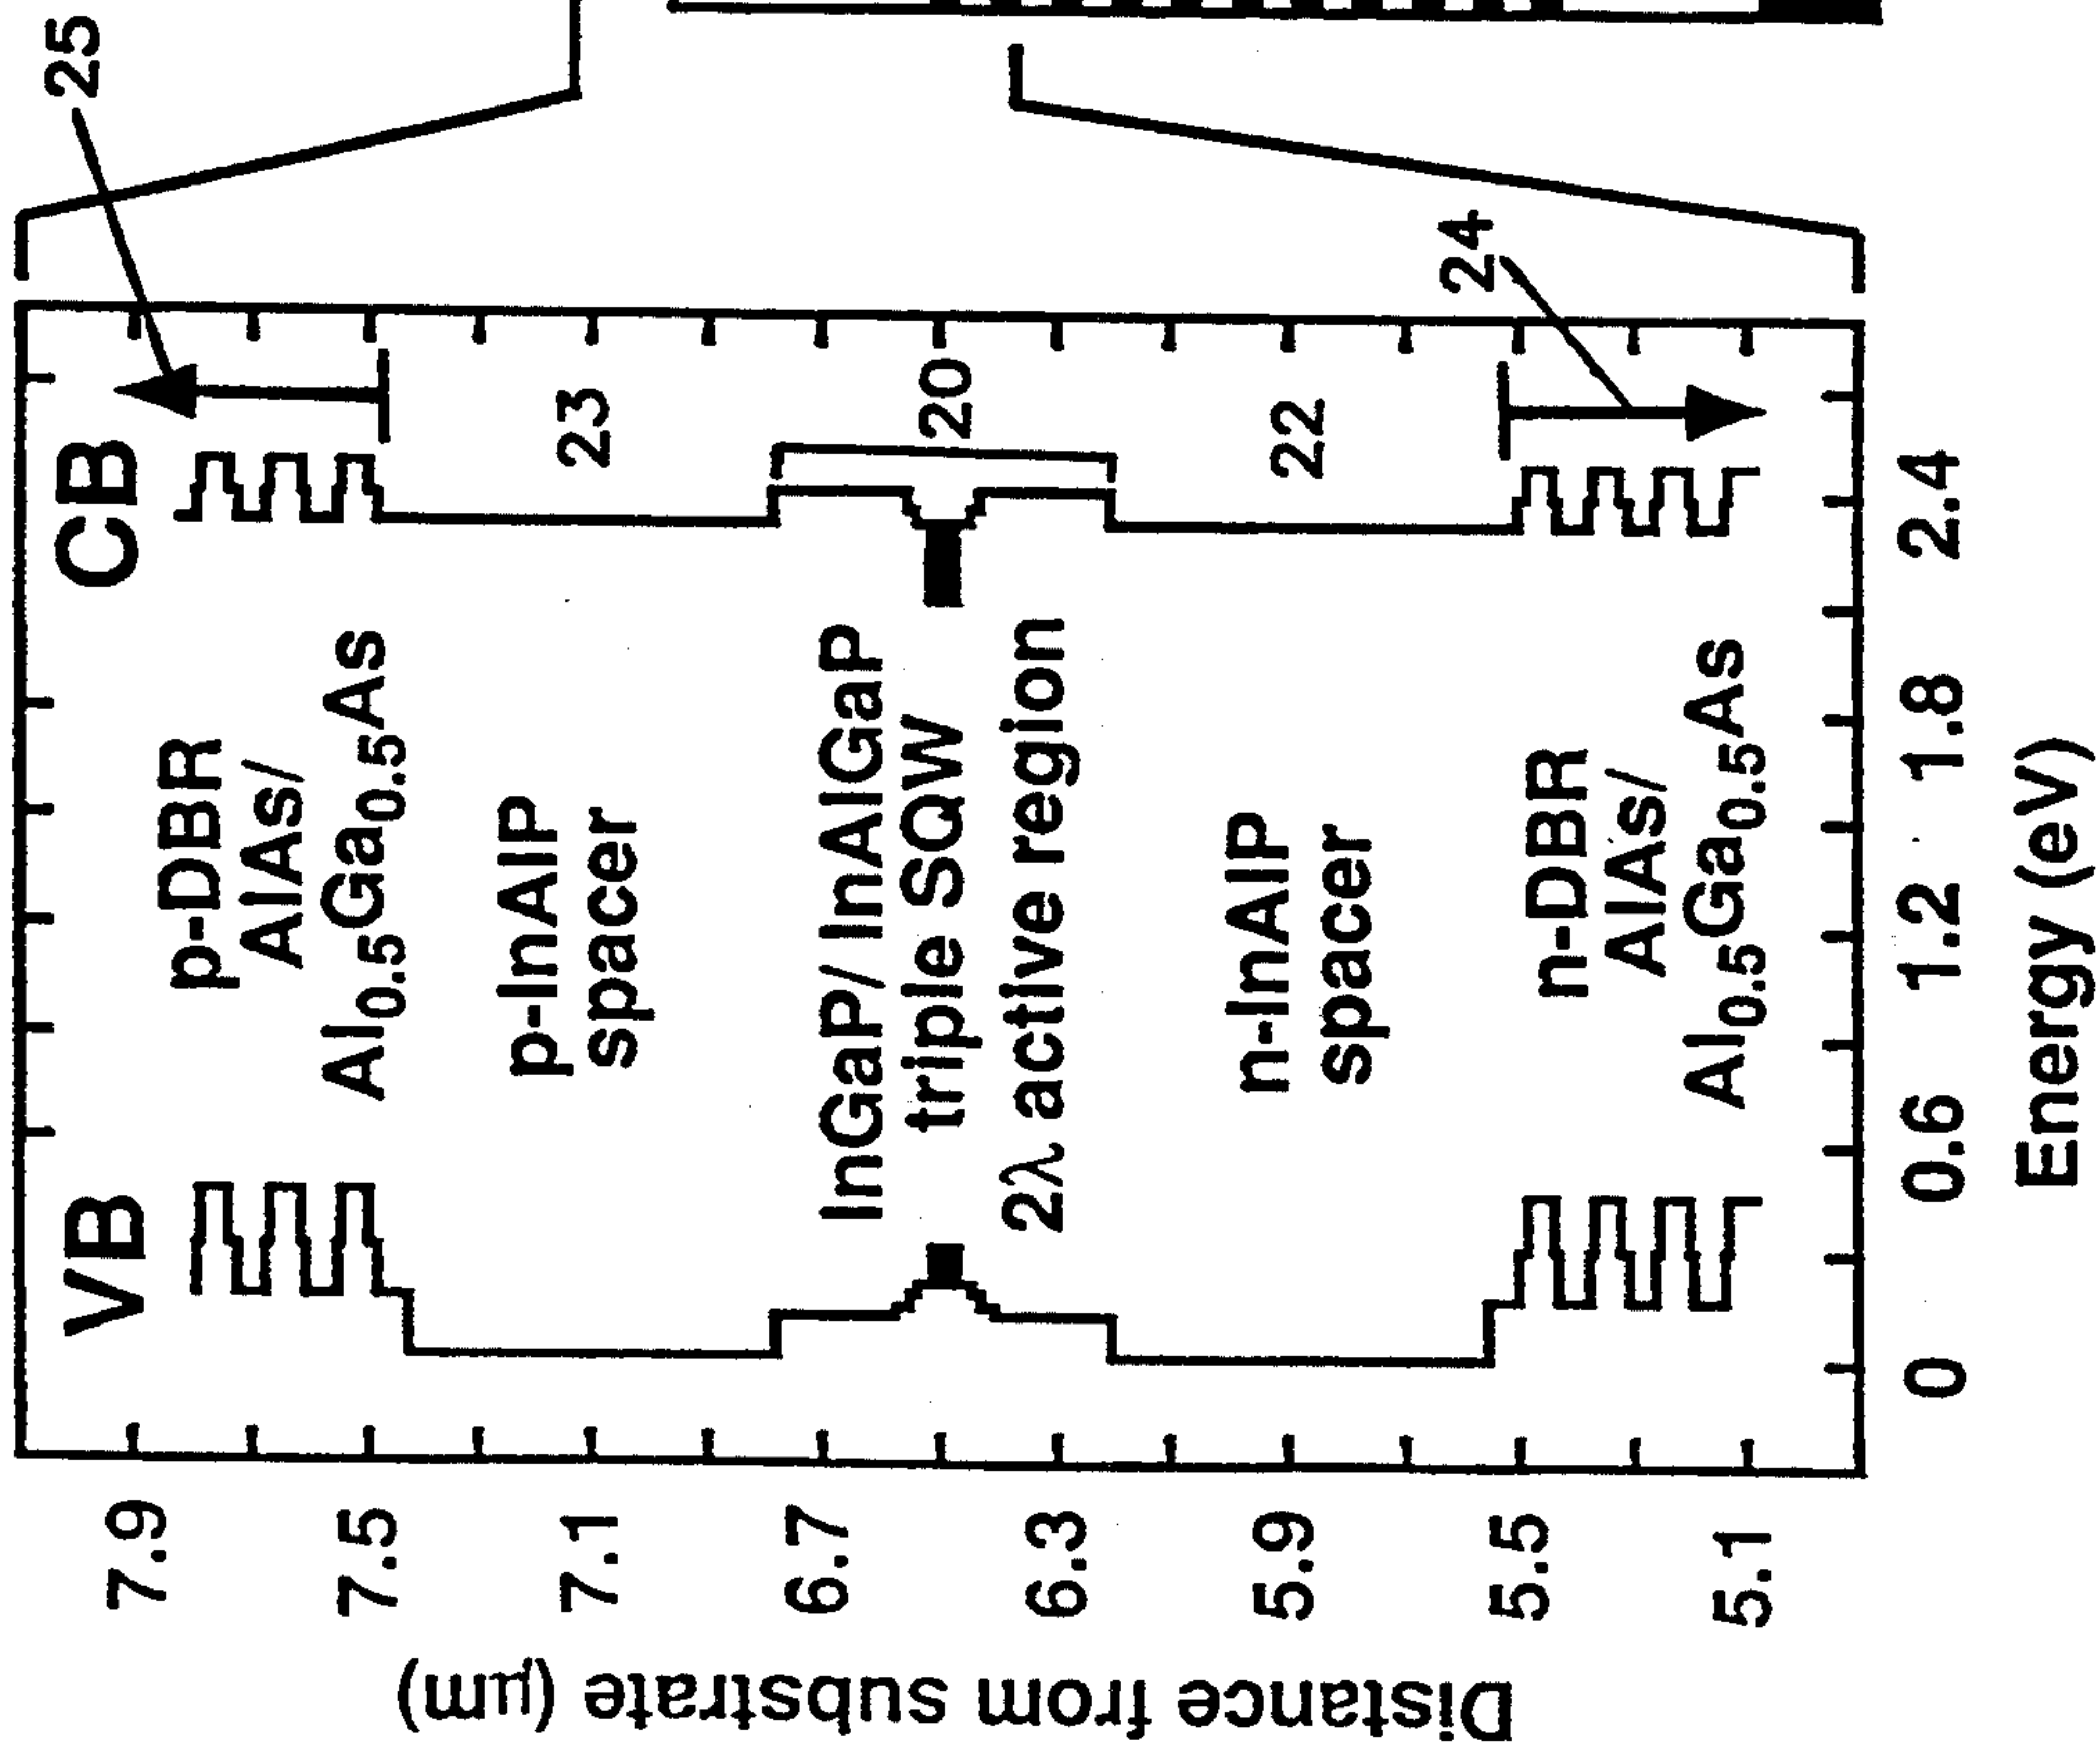 25
VB
CB
p-DBR
AlAs/
Al0.5Ga0.5As
p-InAlP
spacer
23
InGaP/InAlGaP
triple SQW
2λ active region
20
n-InAlP
spacer
22
n-DBR
AlAs/
Al0.5Ga0.5As
24
7.9
7.5
7.1
6.7
6.3
5.9
5.5
5.1
Distance from substrate (μm)
0 0.6 1.2 1.8 2.4
Energy (eV)